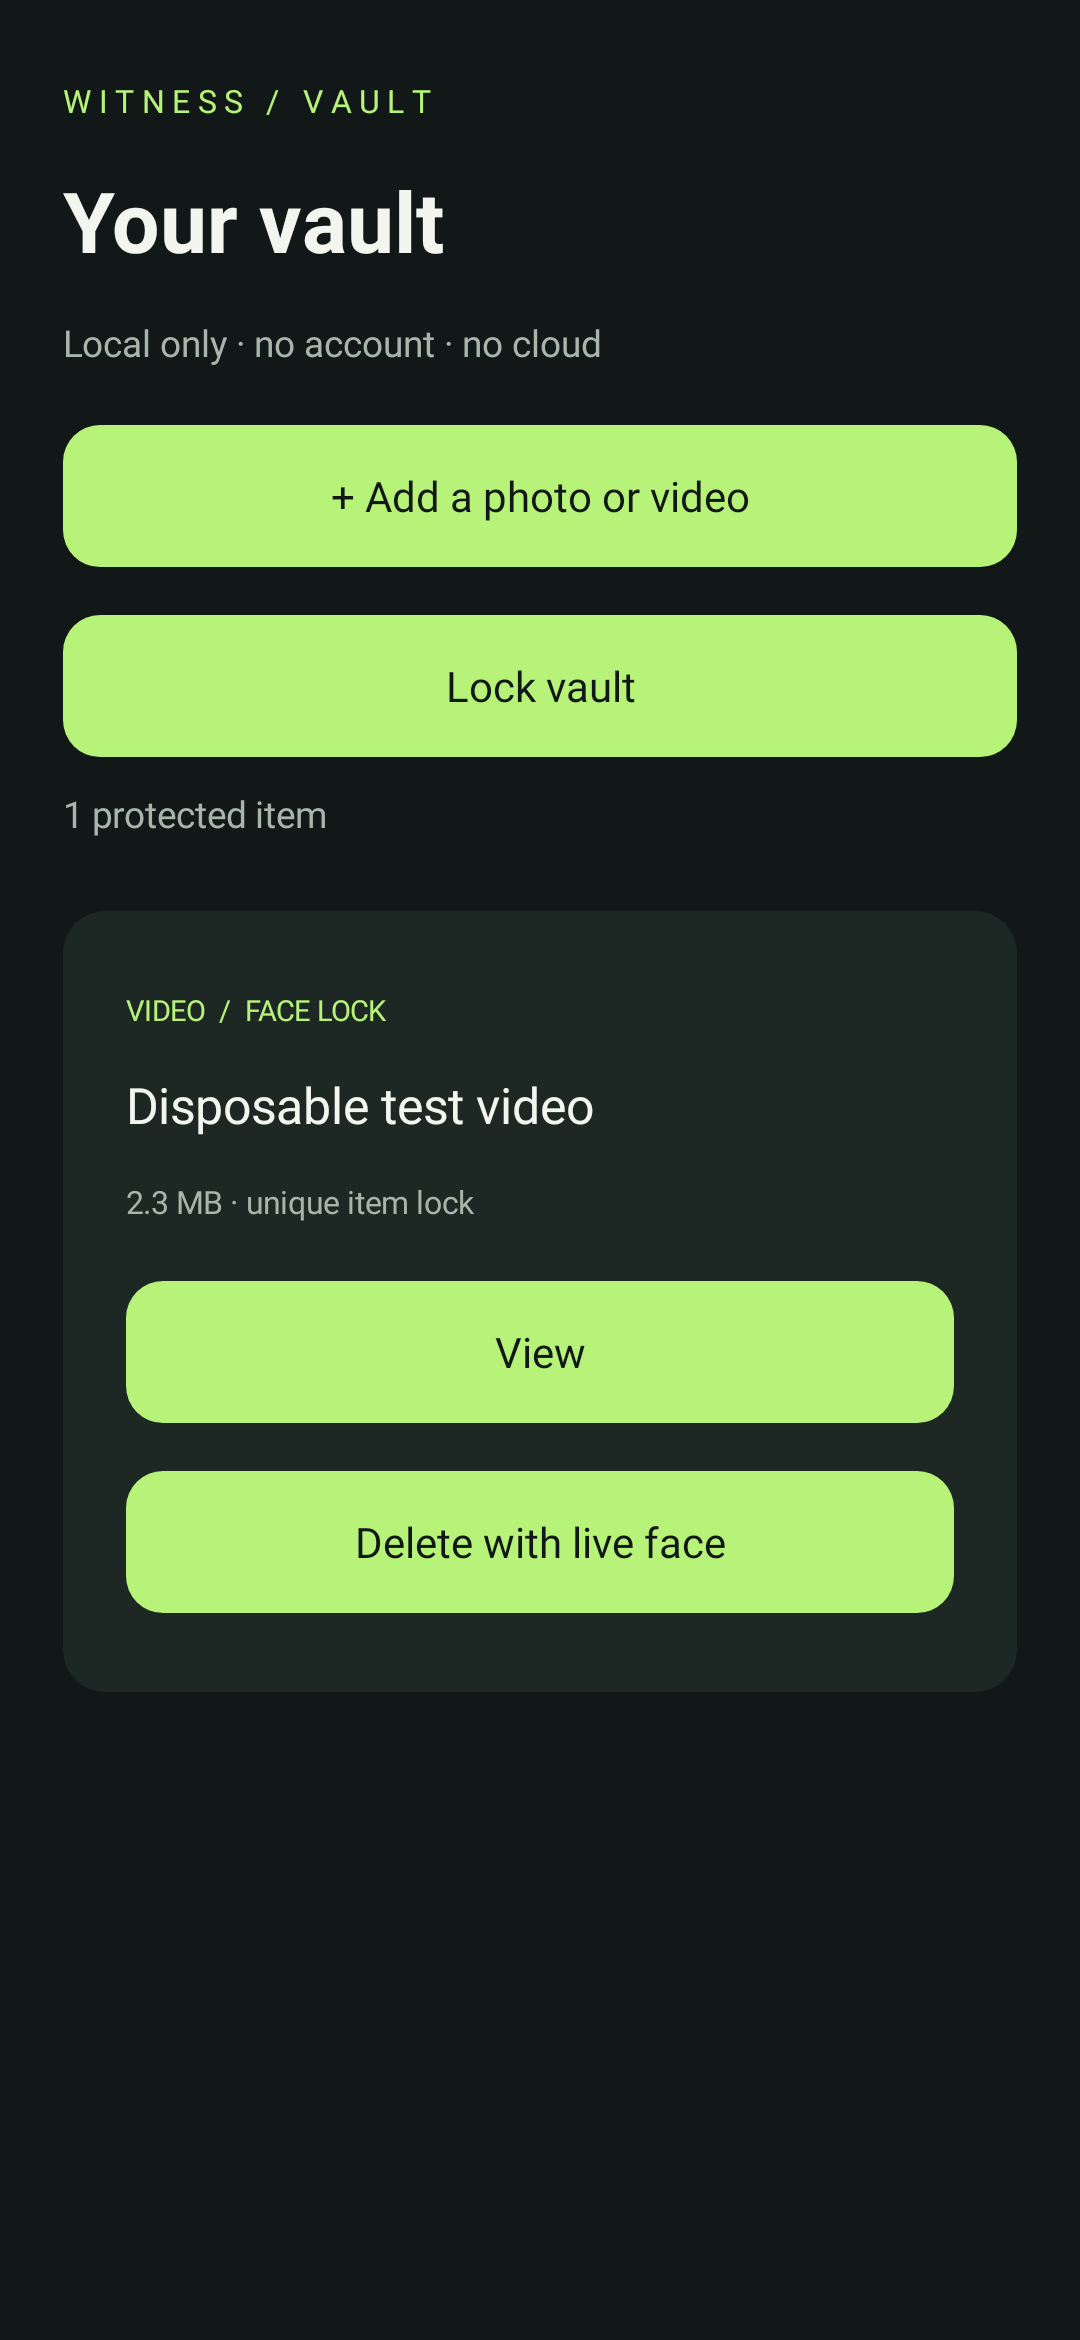 WITNESS / VAULT
Your vault
Local only · no account · no cloud
+ Add a photo or video
Lock vault
1 protected item
VIDEO / FACE LOCK
Disposable test video
2.3 MB · unique item lock
View
Delete with live face